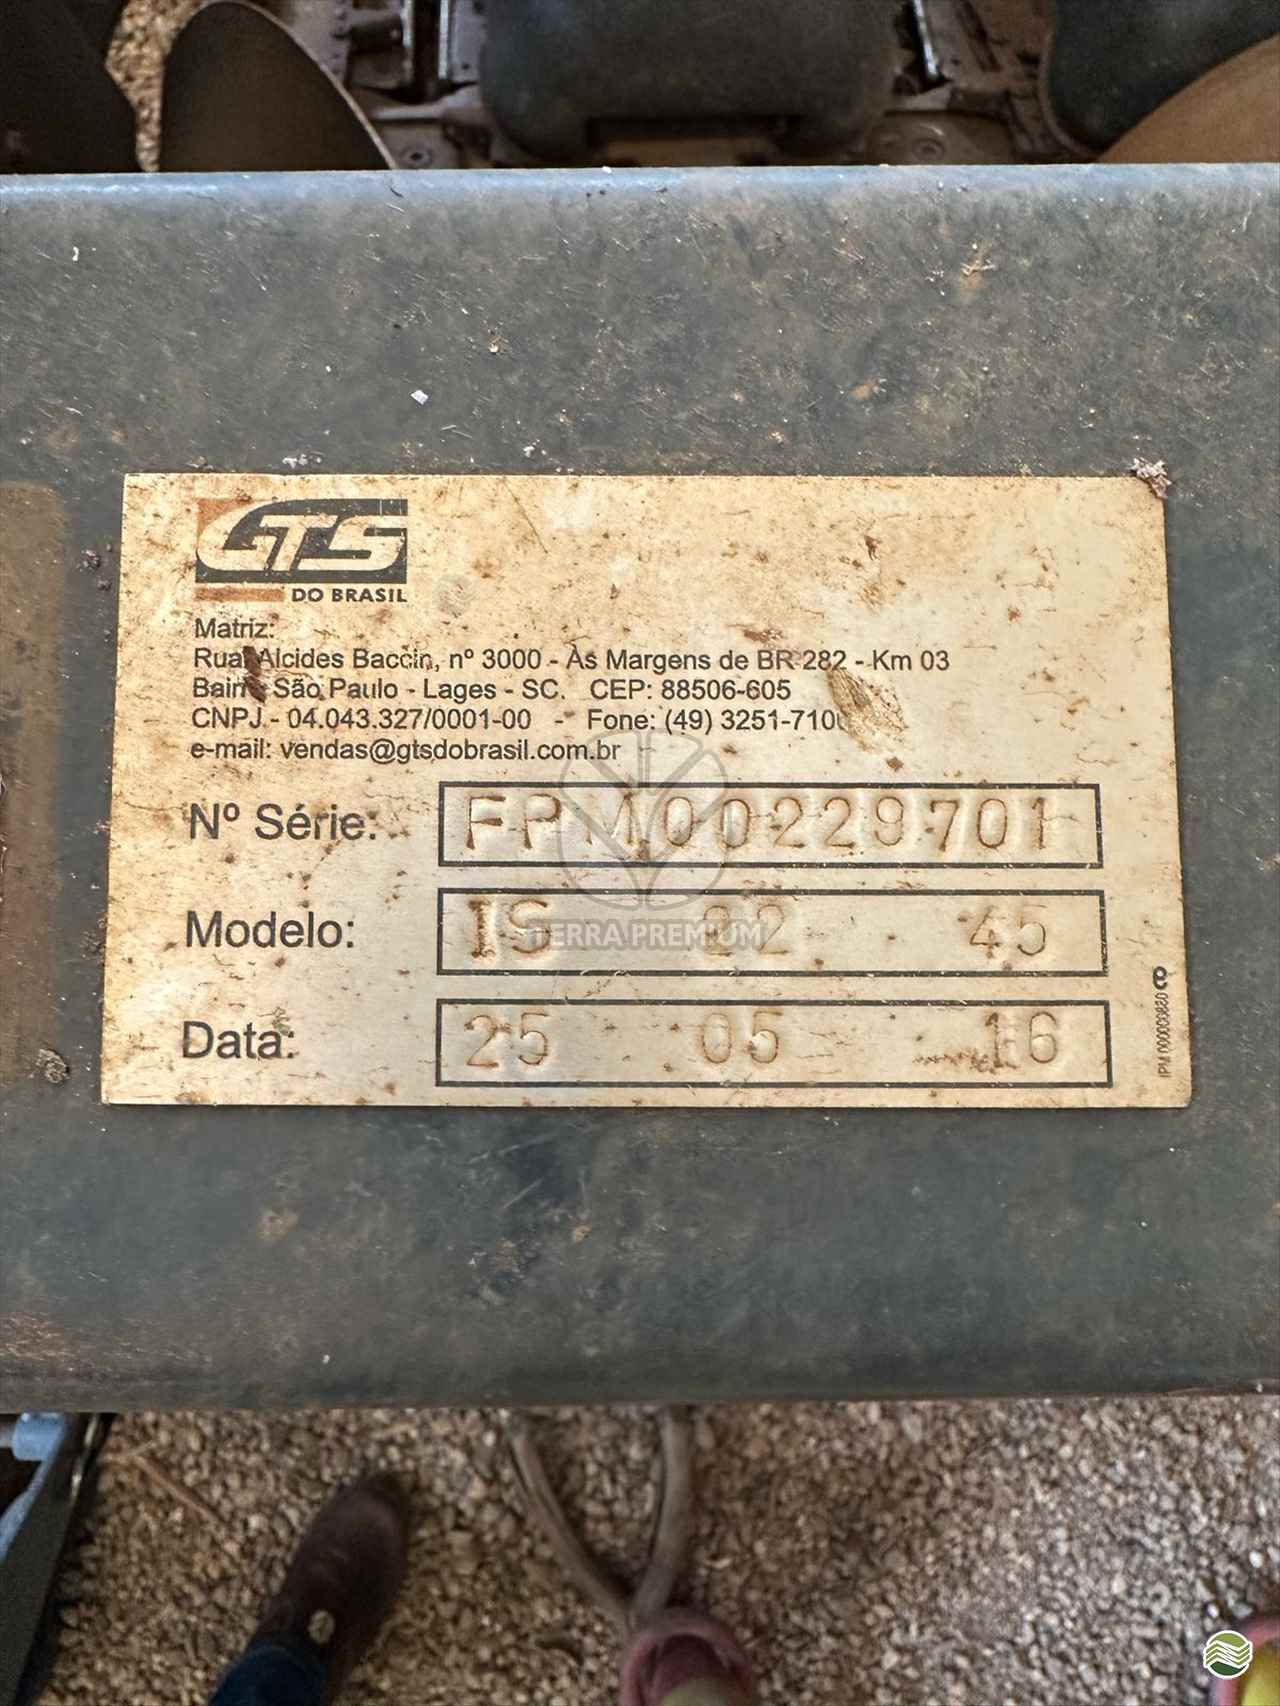 GTS
DO BRASIL
Matriz:
Rua Alcides Baccin, nº 3000 - Às Margens de BR-282 - Km 03
São Paulo - Lages - SC. CEP: 88506-605
CNPJ - 04.043.327/0001-00 - Fone: (49) 3251-7100
e-mail: vendas@gtsdobrasil.com.br
Nº Série: FPM00229701
Modelo: IS 22 45
TERRA PREMIUM
Data: 25 05 16